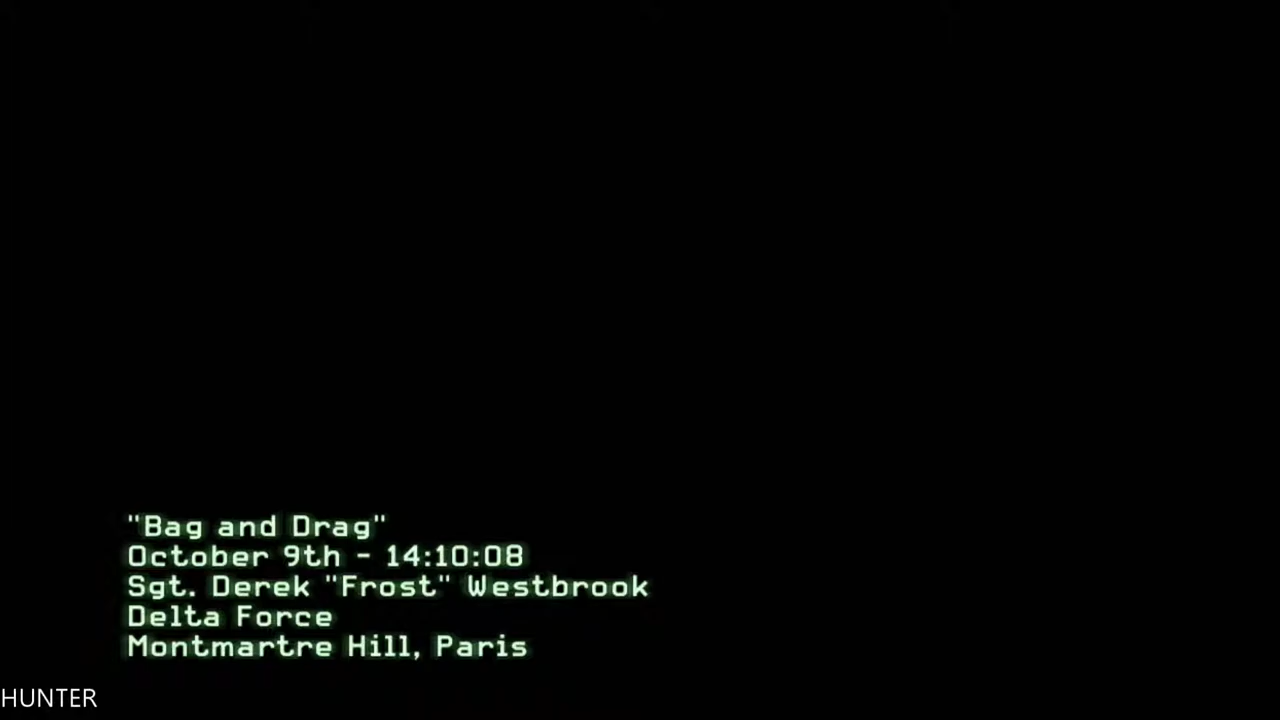 "Bag and Drag"
October 9th - 14:10:08
Sgt. Derek "Frost" Westbrook
Delta Force
Montmartre Hill, Paris
HUNTER